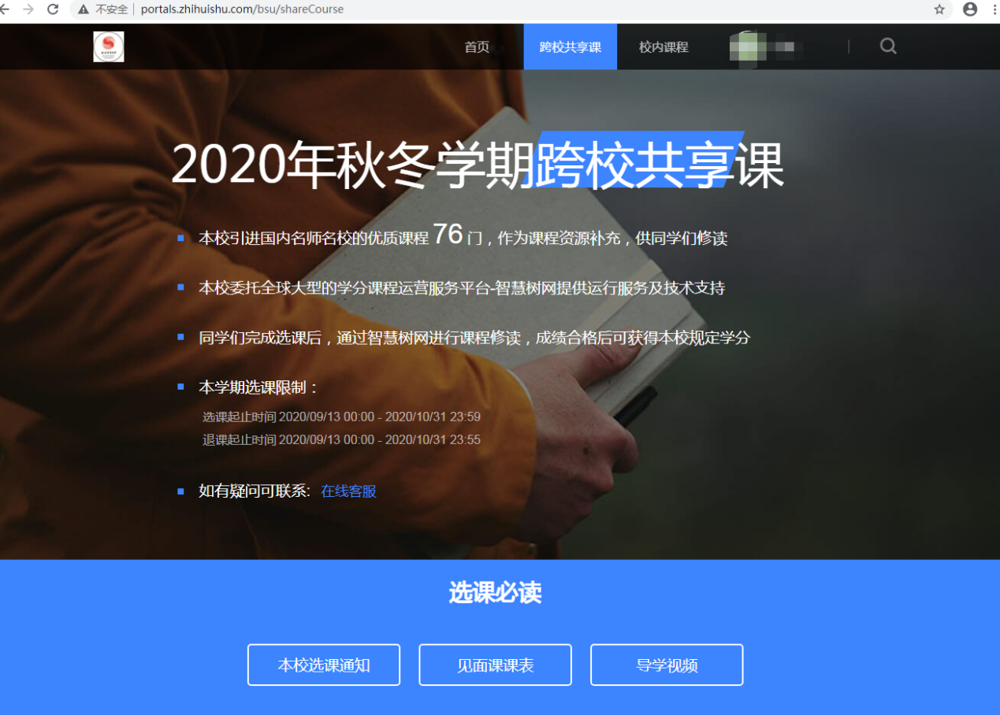 不安全 portals.zhihuishu.com/bsu/shareCourse
首页 跨校共享课 校内课程
2020年秋冬学期跨校共享课
本校引进国内名师名校的优质课程 76 门，作为课程资源补充，供同学们修读
本校委托全球大型的学分课程运营服务平台-智慧树网提供运行服务及技术支持
同学们完成选课后，通过智慧树网进行课程修读，成绩合格后可获得本校规定学分
本学期选课限制：
选课起止时间 2020/09/13 00:00 - 2020/10/31 23:59
退课起止时间 2020/09/13 00:00 - 2020/10/31 23:55
如有疑问可联系: 在线客服
选课必读
本校选课通知 见面课课表 导学视频